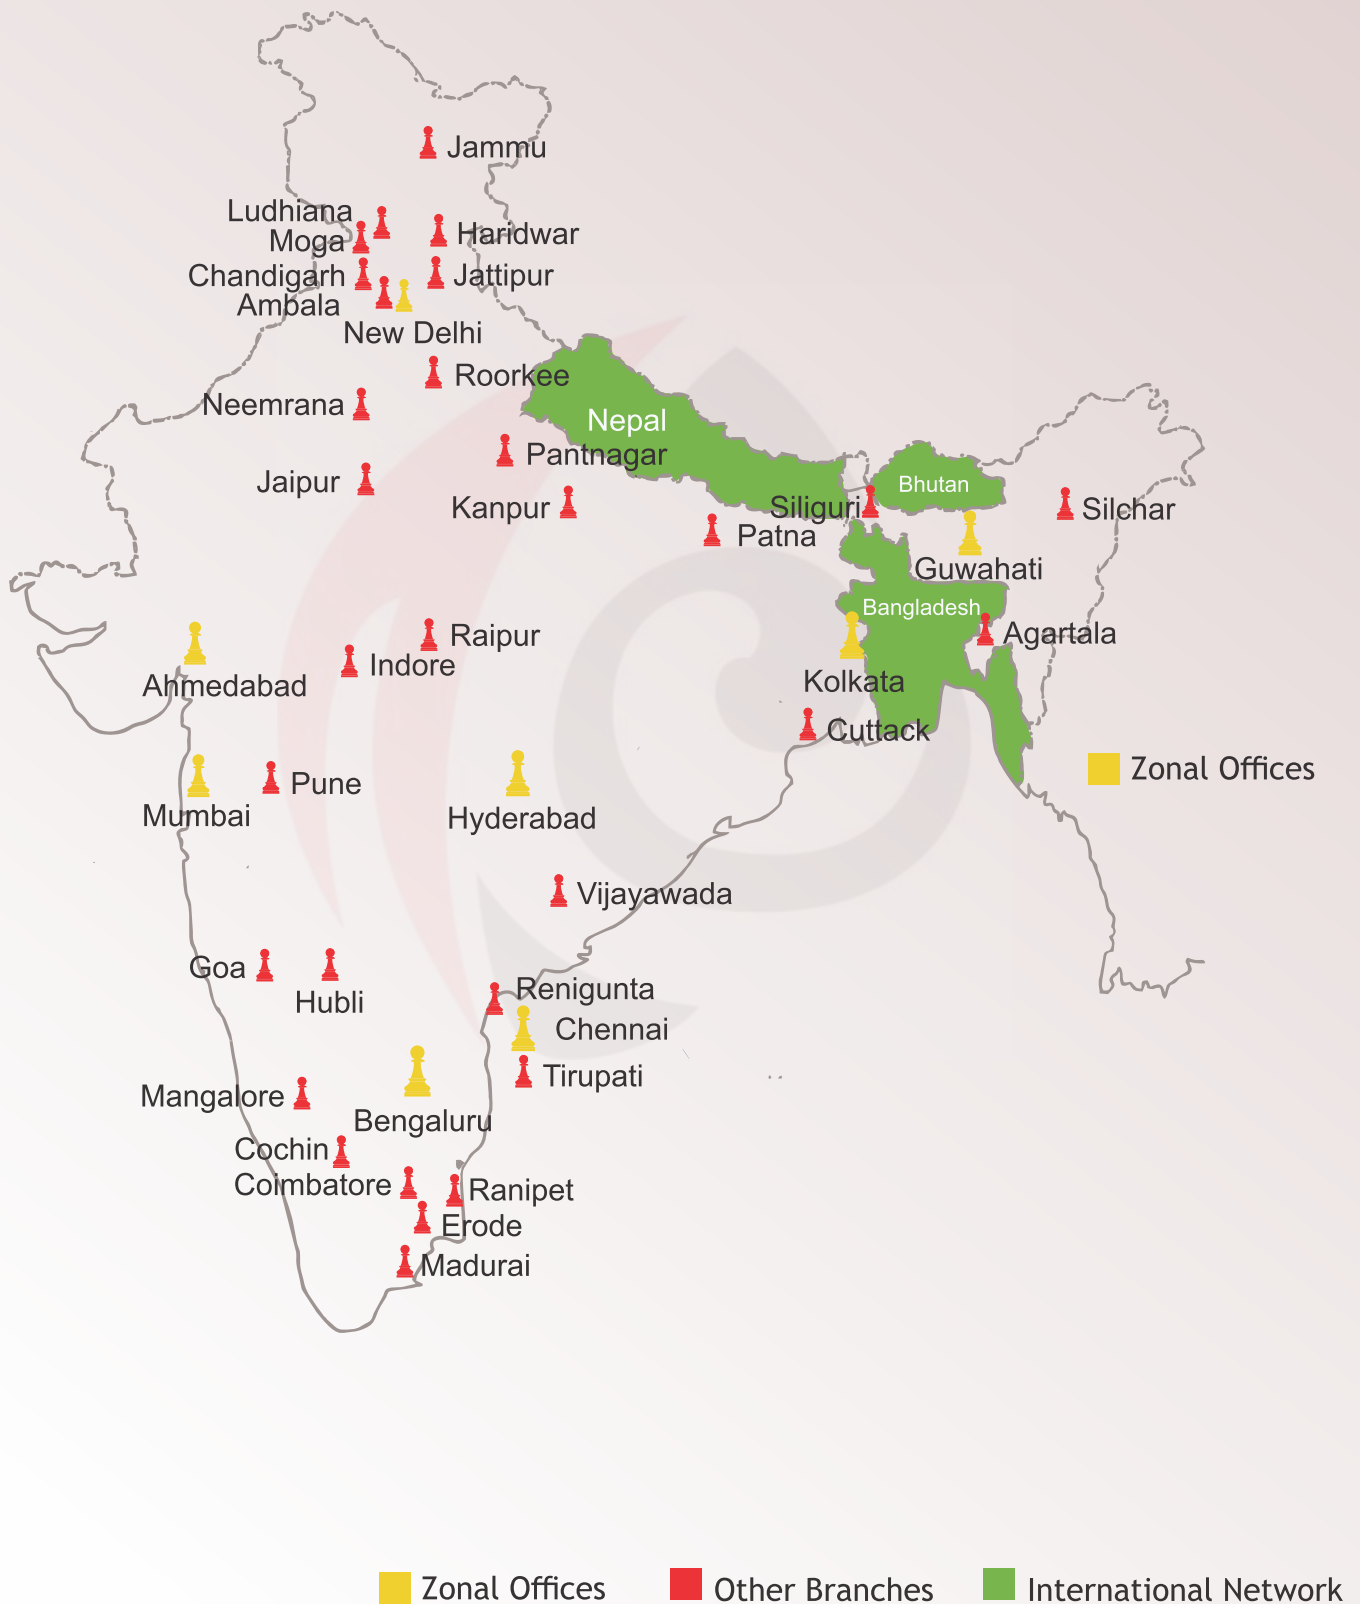 Jammu
Ludhiana
Moga
Haridwar
Chandigarh
Jattipur
Ambala
New Delhi
Roorkee
Neemrana
Nepal
Pantnagar
Jaipur
Bhutan
Kanpur
Siliguri
Silchar
Patna
Guwahati
Bangladesh
Raipur
Agartala
Indore
Ahmedabad
Kolkata
Cuttack
Zonal Offices
Pune
Mumbai
Hyderabad
Vijayawada
Goa
Renigunta
Hubli
Chennai
Tirupati
Mangalore
Bengaluru
Cochin
Coimbatore
Ranipet
Erode
Madurai
Zonal Offices
Other Branches
International Network